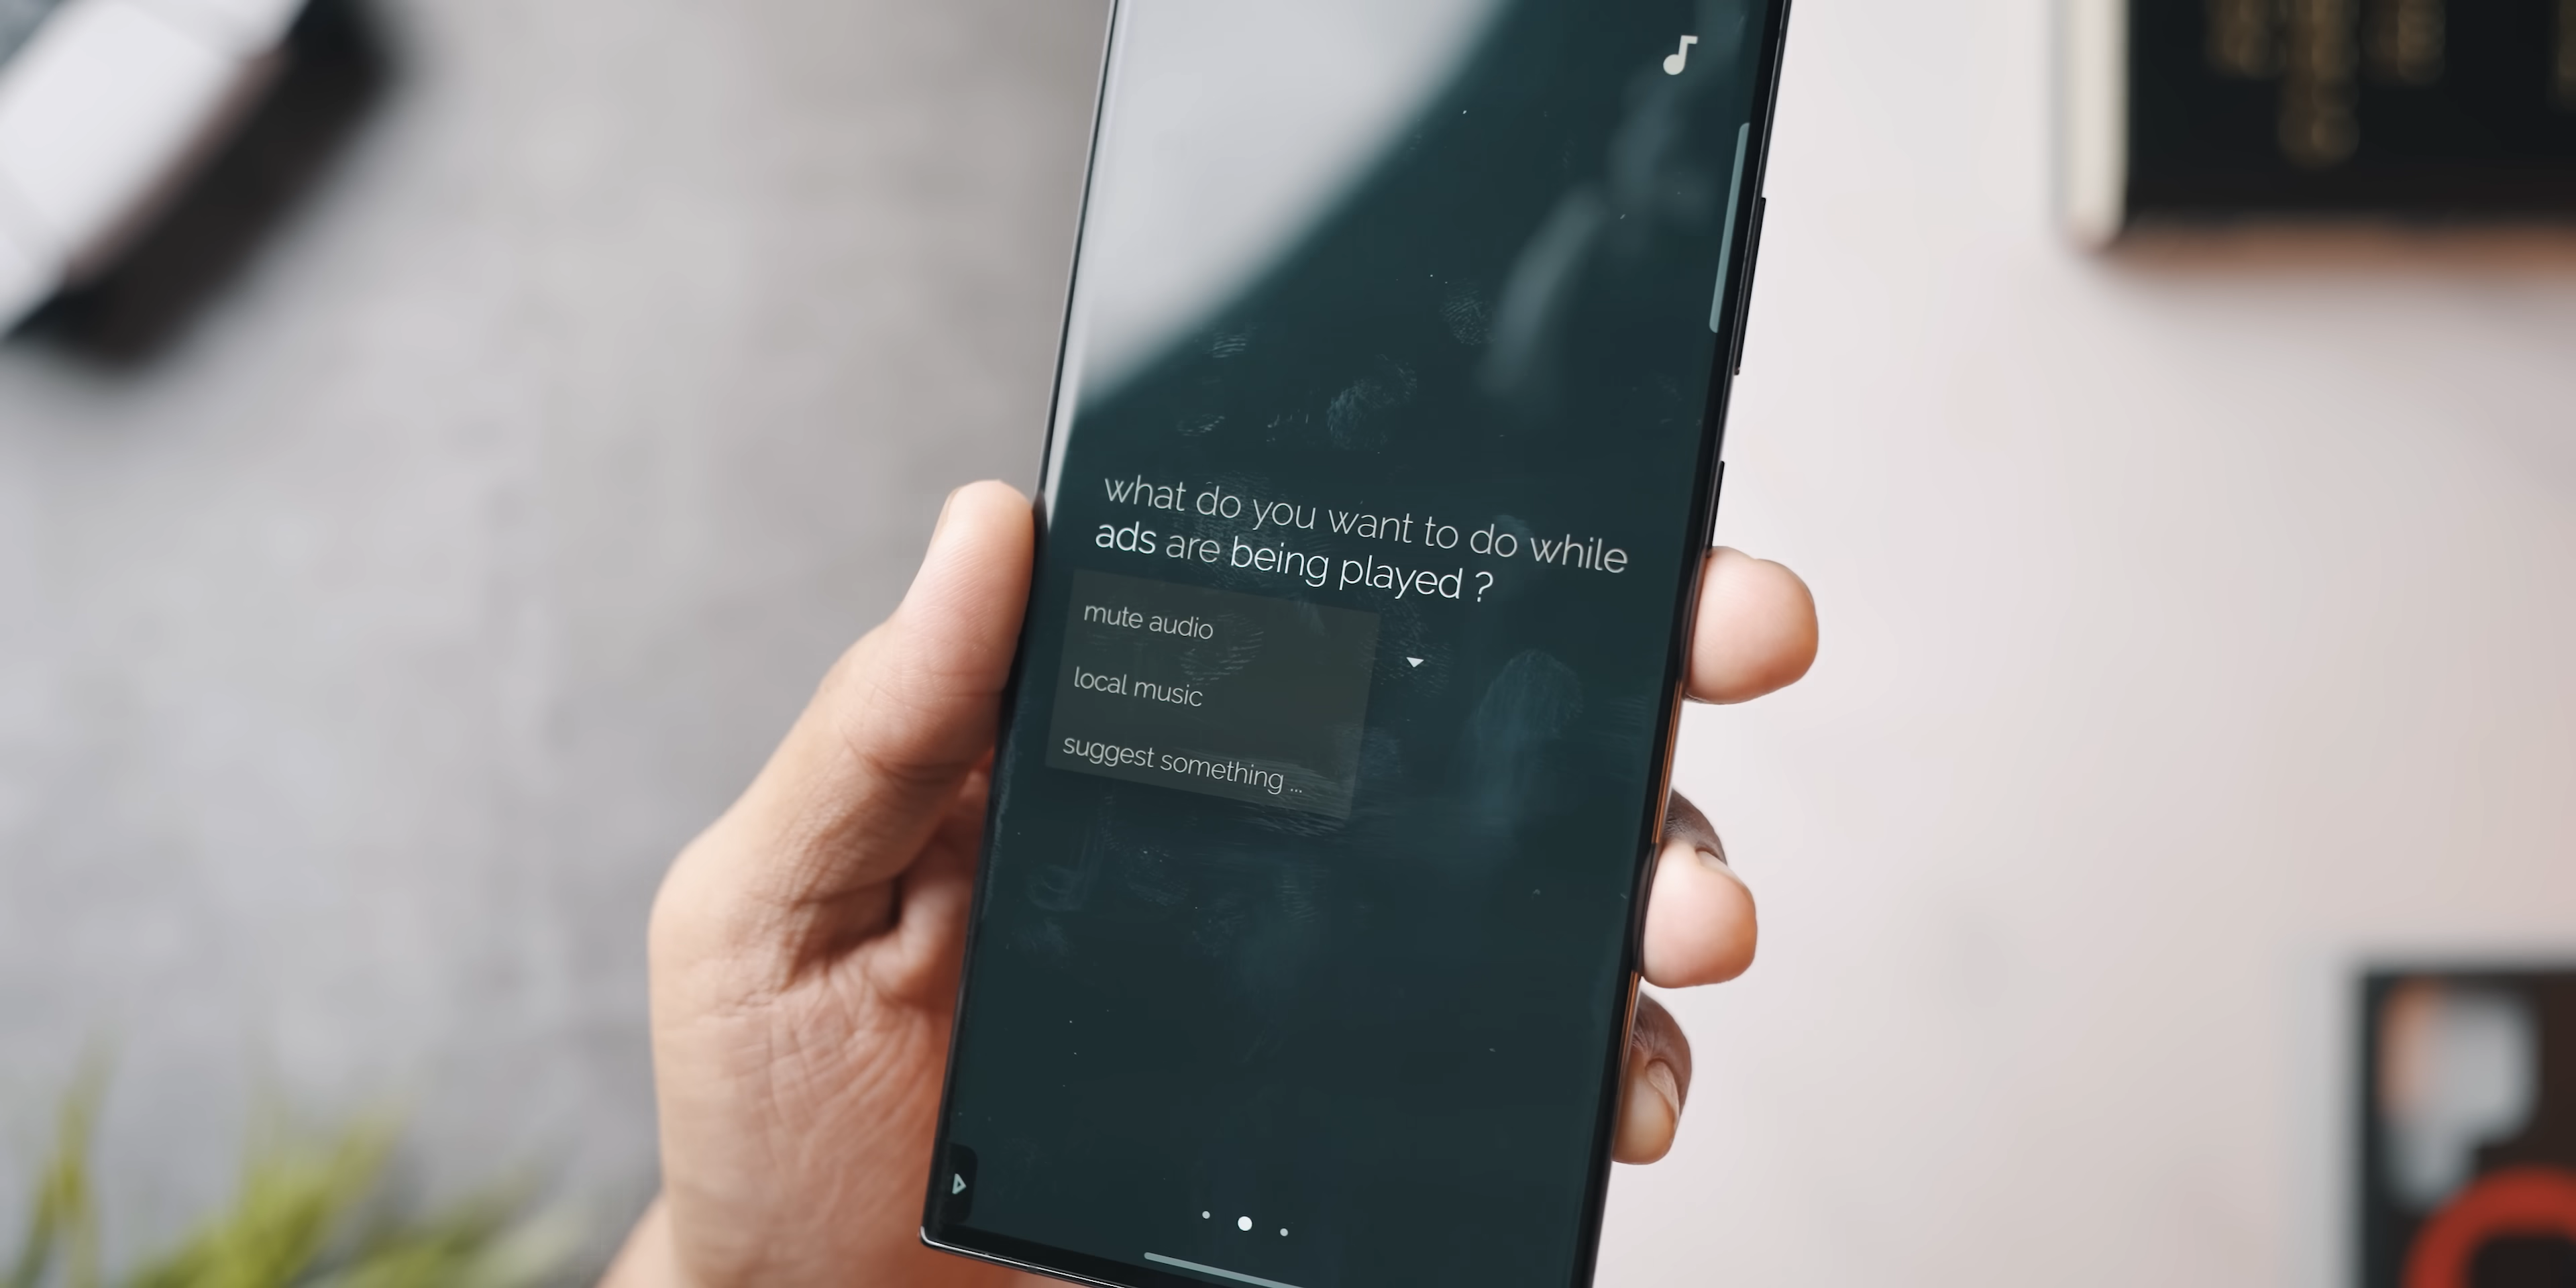 what do you want to do while
ads are being played ?
mute audio
local music
suggest something ...